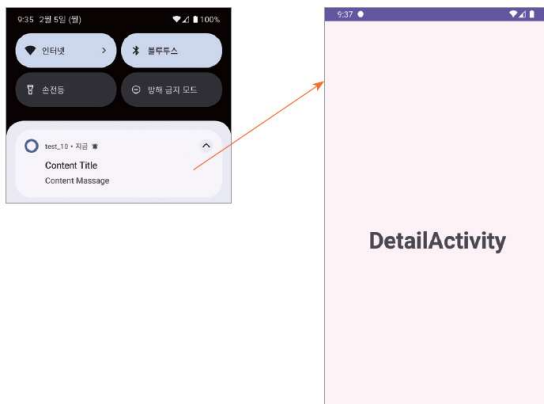 9:35 2월 5일 (월)
100%
인터넷
블루투스
손전등
방해 금지 모드
test_10 • 지금
Content Title
Content Massage
9:37
DetailActivity